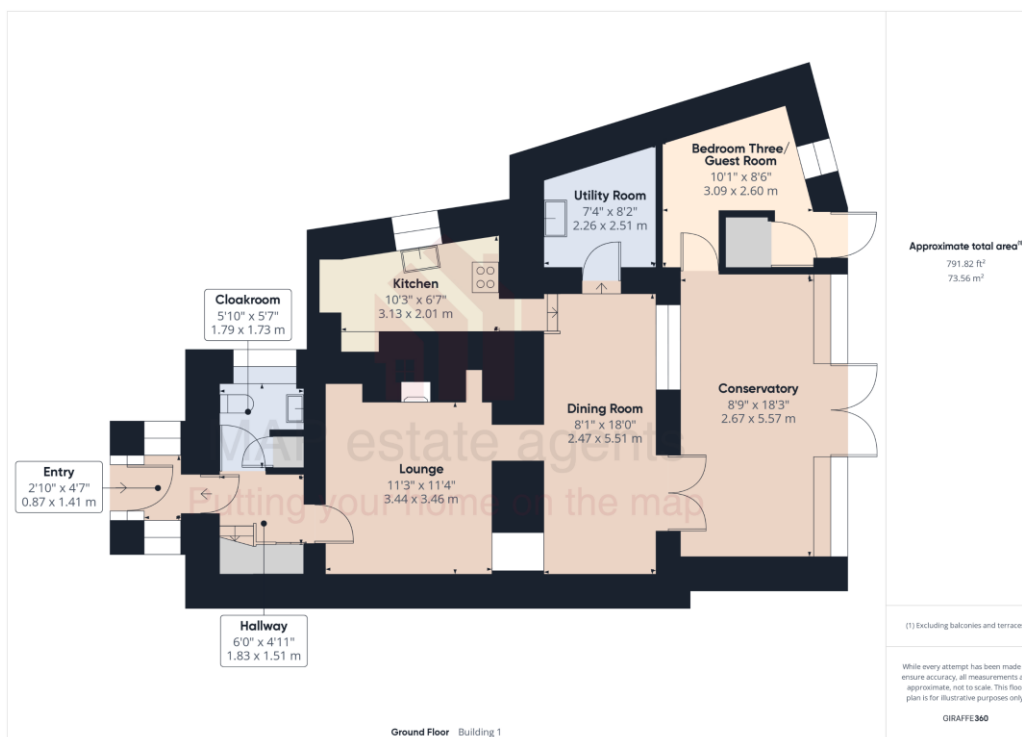 Bedroom Three/
Guest Room
10'1" x 8'6"
3.09 x 2.60 m
Utility Room
7'4" x 8'2"
2.26 x 2.51 m
Kitchen
10'3" x 6'7"
3.13 x 2.01 m
Cloakroom
5'10" x 5'7"
1.79 x 1.73 m
Conservatory
8'9" x 18'3"
2.67 x 5.57 m
Dining Room
8'1" x 18'0"
2.47 x 5.51 m
Lounge
11'3" x 11'4"
3.44 x 3.46 m
Entry
2'10" x 4'7"
0.87 x 1.41 m
Hallway
6'0" x 4'11"
1.83 x 1.51 m
MAP estate agents
Putting your home on the map
Ground Floor Building 1
Approximate total area(1)
791.82 ft²
73.56 m²
(1) Excluding balconies and terrace
While every attempt has been made
ensure accuracy, all measurements a
approximate, not to scale. This floo
plan is for illustrative purposes only
GIRAFFE360